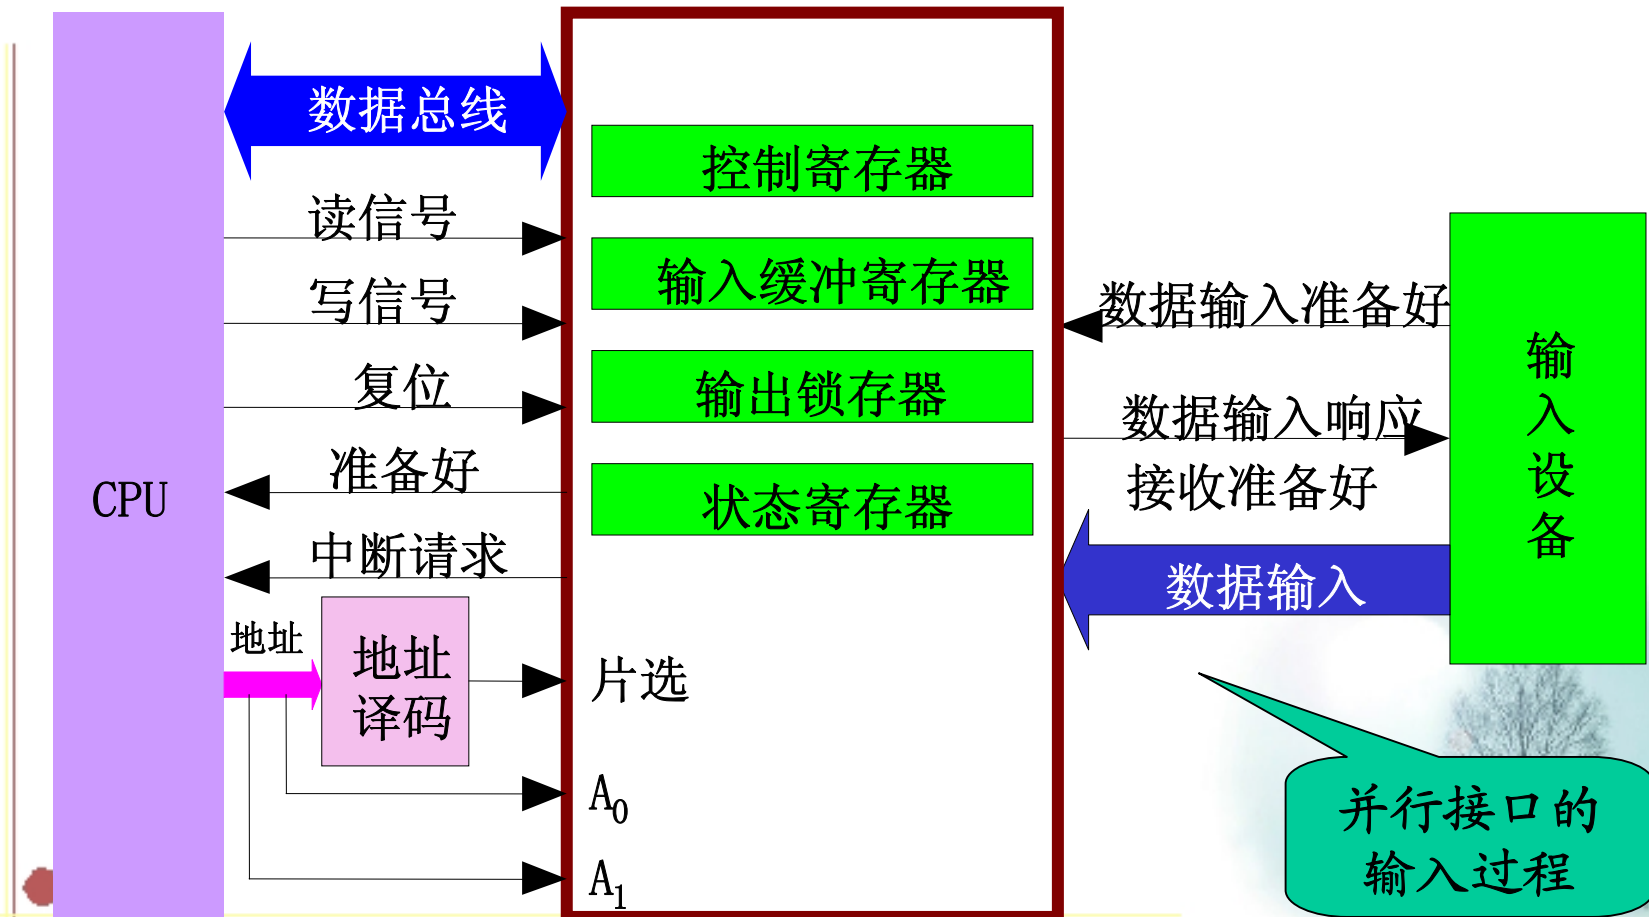 CPU
数据总线
读信号
写信号
复位
准备好
中断请求
地址
地址
译码
控制寄存器
输入缓冲寄存器
输出锁存器
状态寄存器
片选
A0
A1
数据输入准备好
数据输入响应
接收准备好
数据输入
输
入
设
备
并行接口的
输入过程